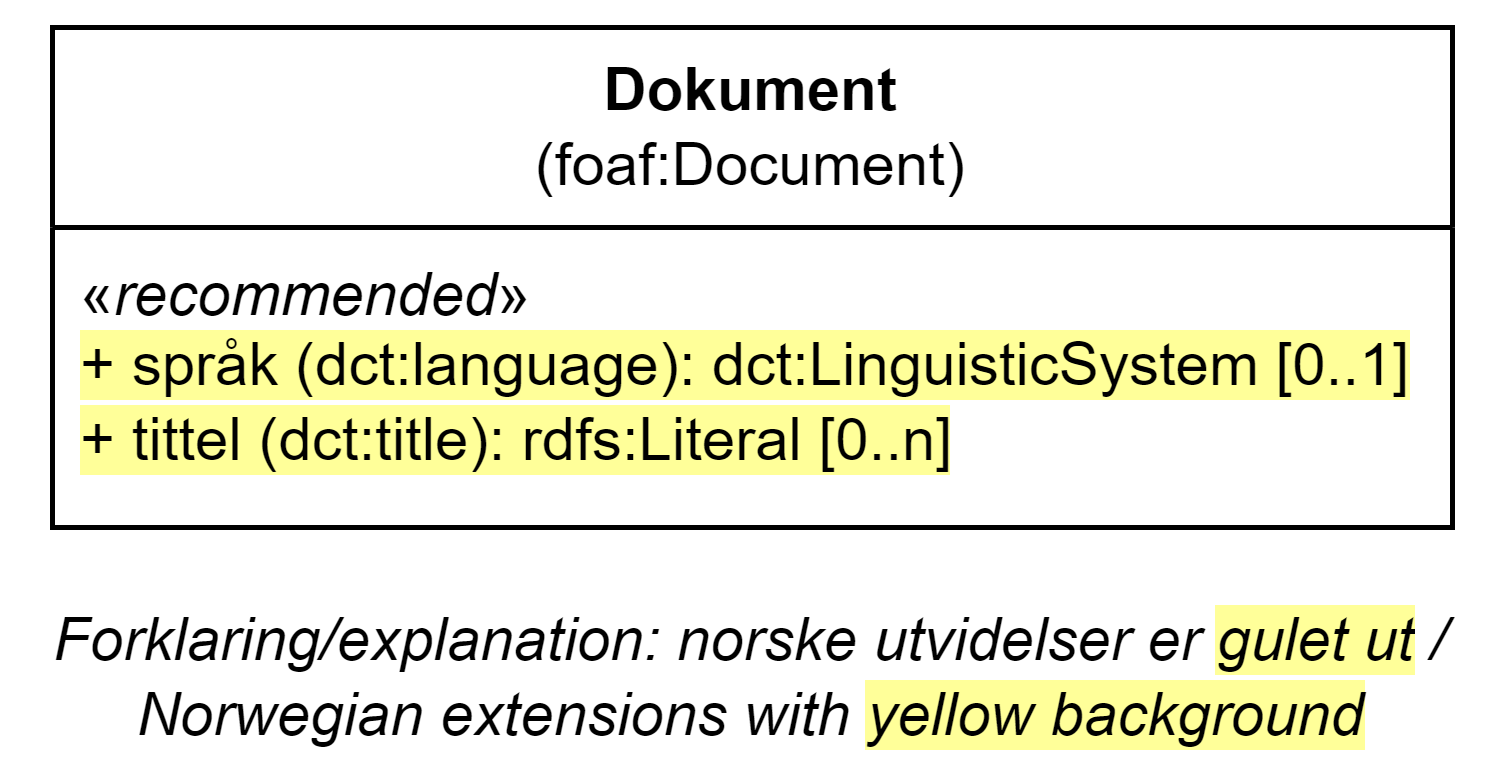 Dokument
(foaf:Document)
«recommended»
+ språk (dct:language): dct:LinguisticSystem [0..1]
+ tittel (dct:title): rdfs:Literal [0..n]
Forklaring/explanation: norske utvidelser er gulet ut /
Norwegian extensions with yellow background